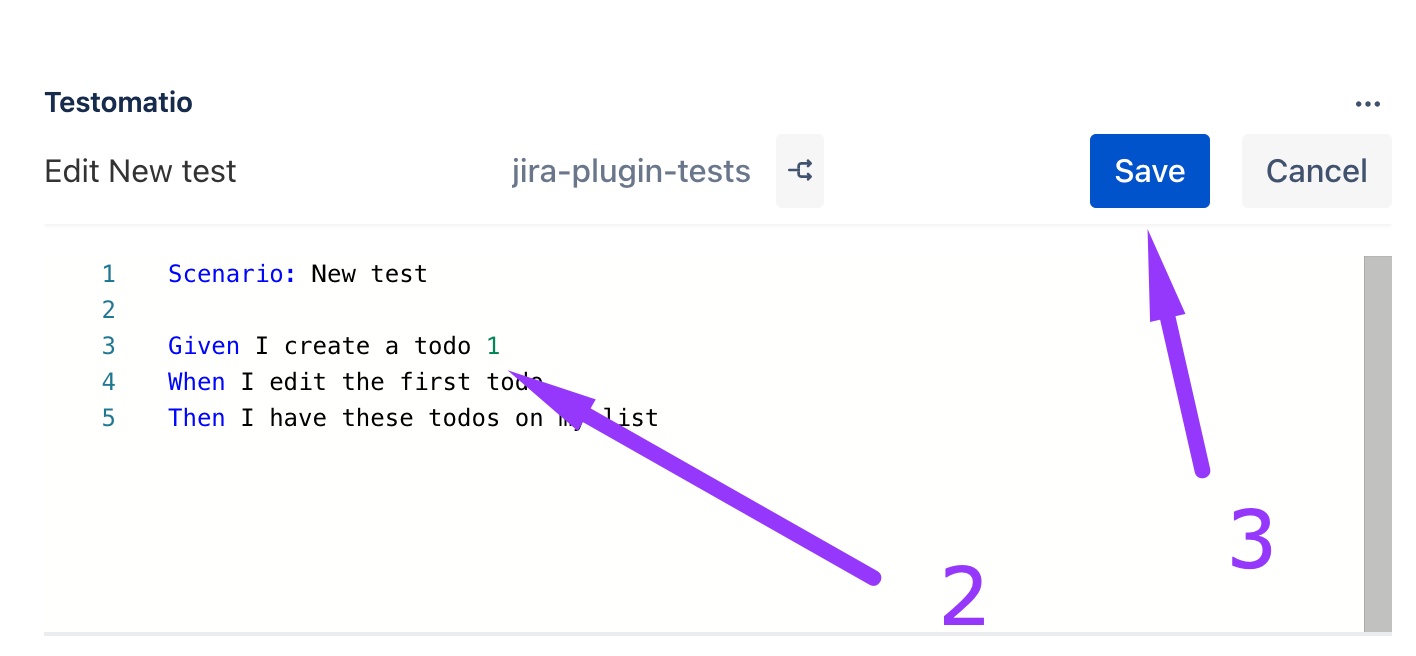 Testomatio
Edit New test jira-plugin-tests Save Cancel
1 Scenario: New test
2
3 Given I create a todo 1
4 When I edit the first todo
5 Then I have these todos on my list
3
2